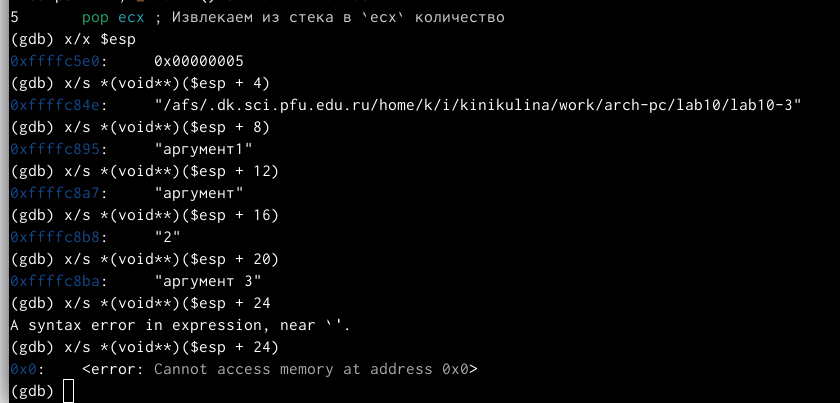 5 pop ecx ; Извлекаем из стека в `ecx` количество
(gdb) x/x $esp
0xffffc5e0: 0x00000005
(gdb) x/s *(void**)($esp + 4)
0xffffc84e: "/afs/.dk.sci.pfu.edu.ru/home/k/i/kinikulina/work/arch-pc/lab10/lab10-3"
(gdb) x/s *(void**)($esp + 8)
0xffffc895: "аргумент1"
(gdb) x/s *(void**)($esp + 12)
0xffffc8a7: "аргумент"
(gdb) x/s *(void**)($esp + 16)
0xffffc8b8: "2"
(gdb) x/s *(void**)($esp + 20)
0xffffc8ba: "аргумент 3"
(gdb) x/s *(void**)($esp + 24
A syntax error in expression, near `'.
(gdb) x/s *(void**)($esp + 24)
0x0: <error: Cannot access memory at address 0x0>
(gdb)